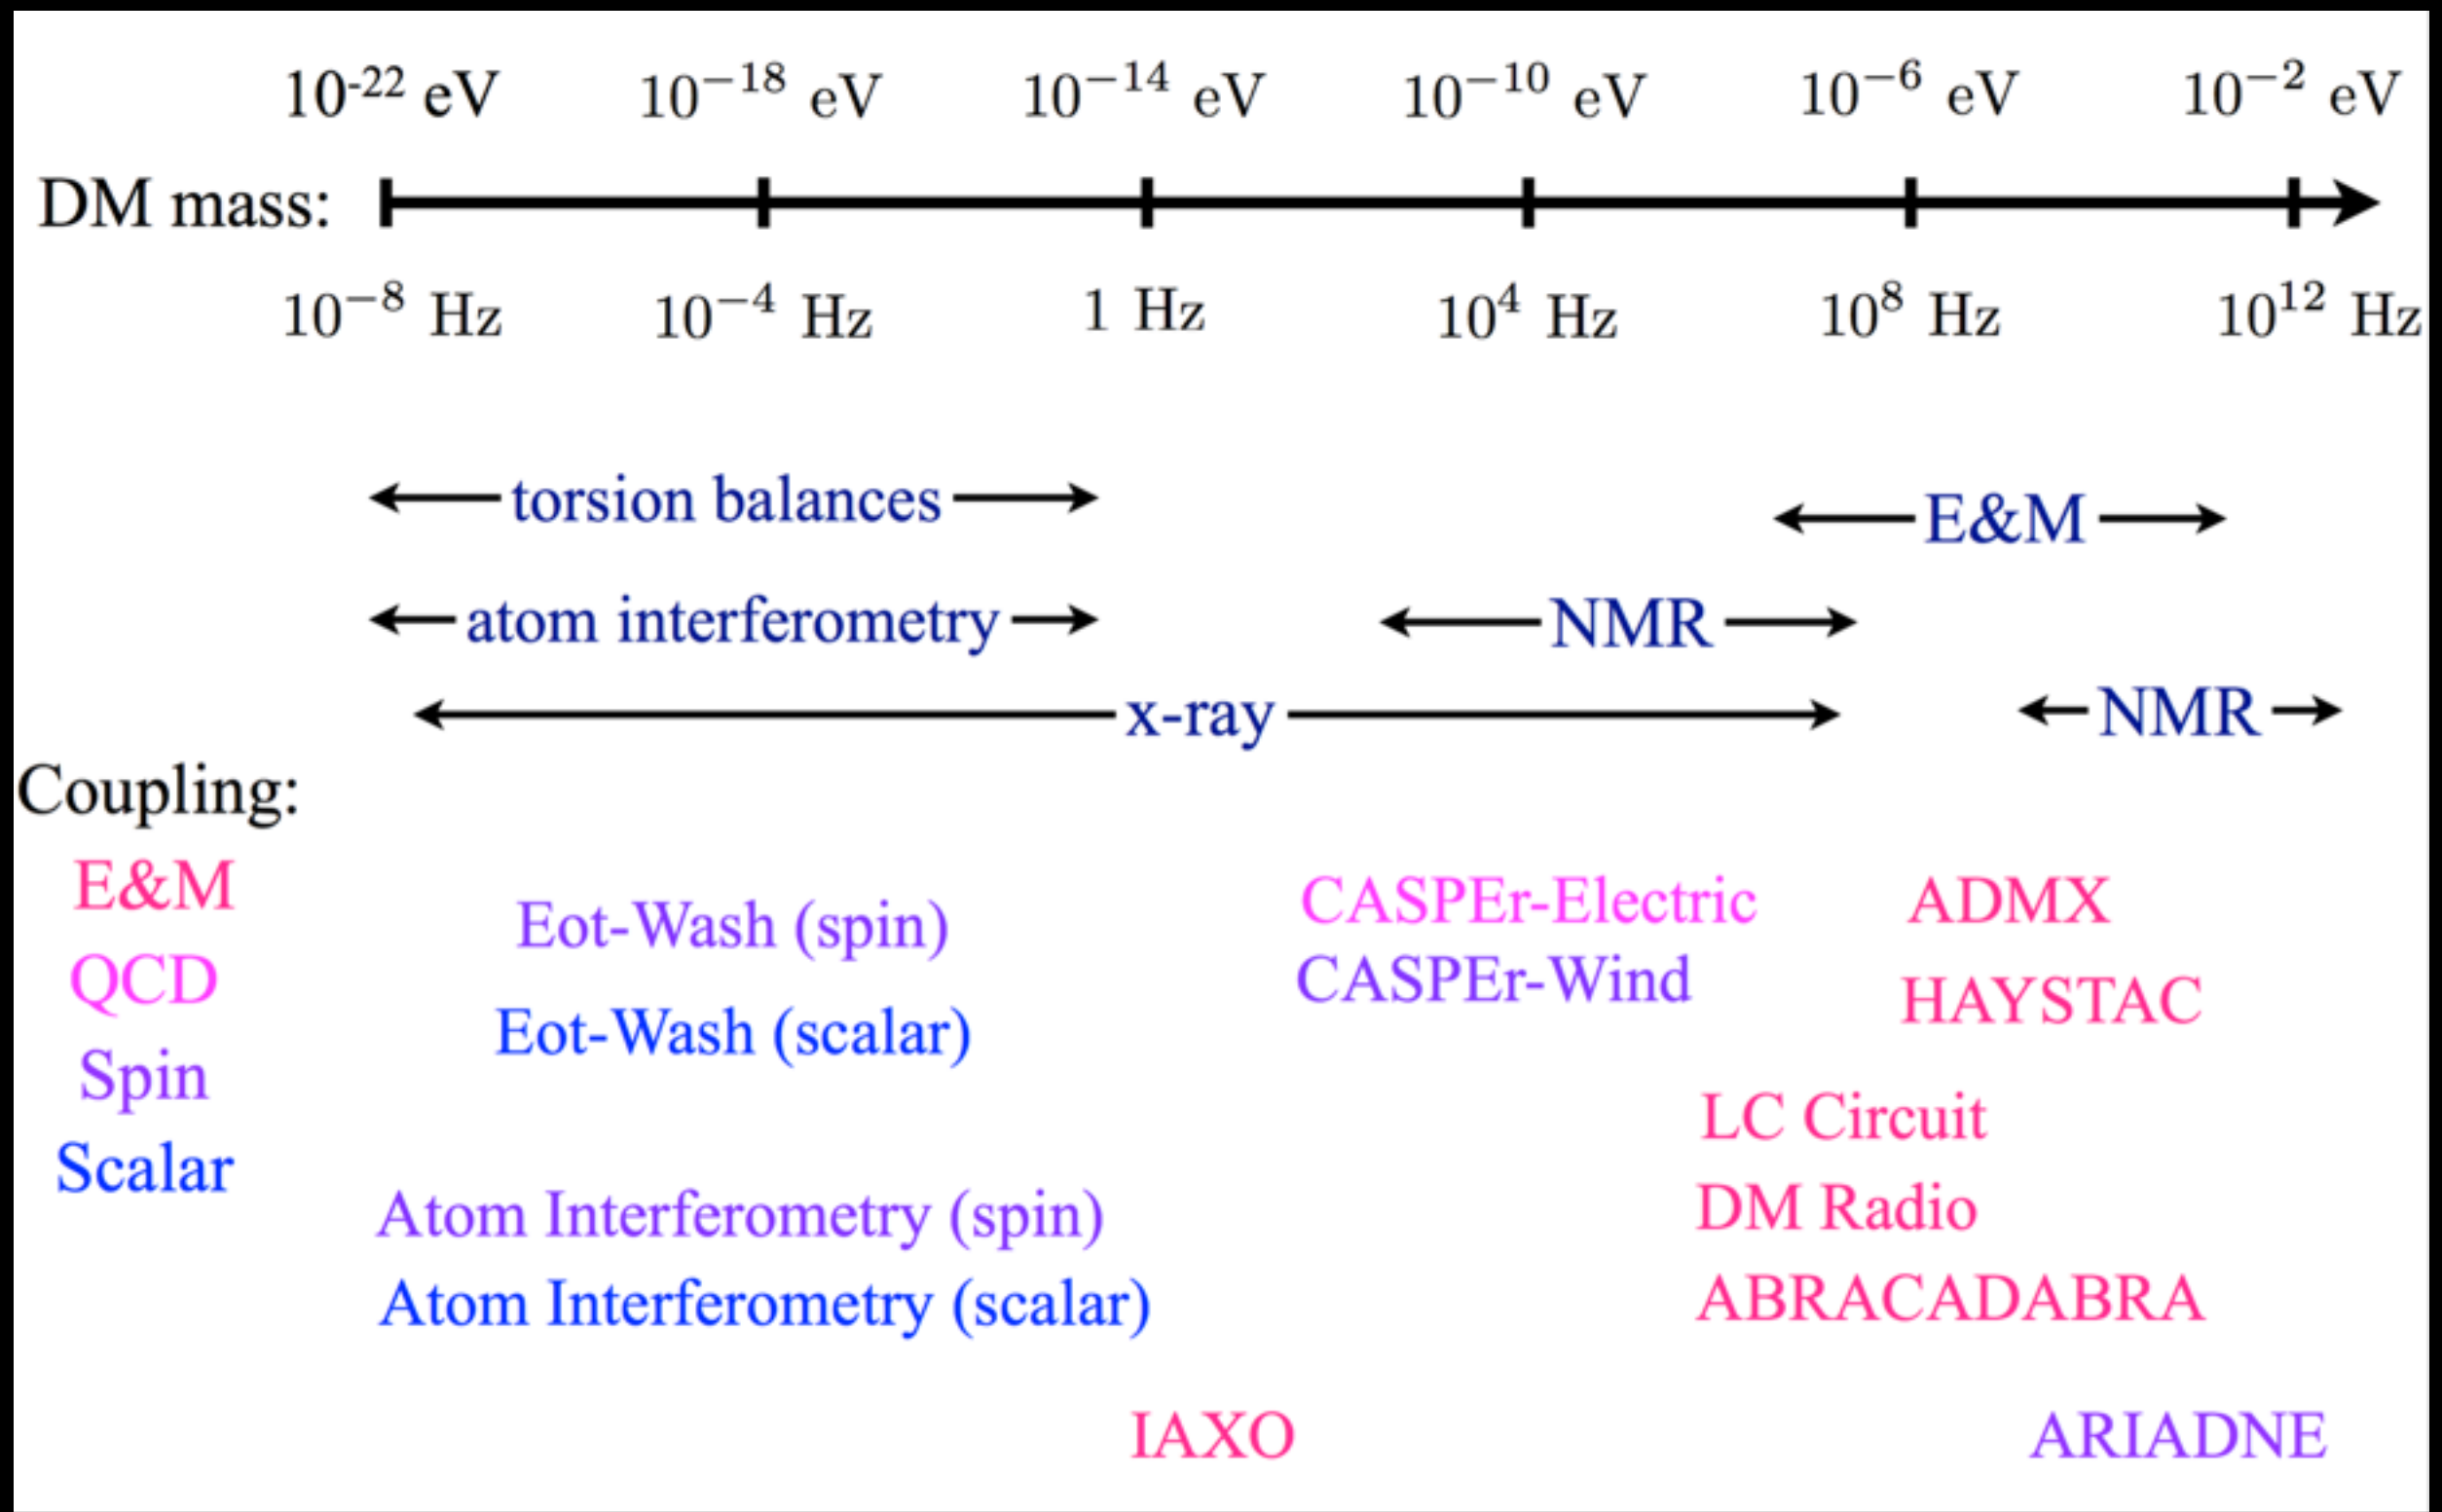 10-22 eV 10−18 eV 10−14 eV 10−10 eV 10−6 eV 10−2 eV
DM mass:
10−8 Hz 10−4 Hz 1 Hz 104 Hz 108 Hz 1012 Hz
torsion balances E&M
atom interferometry NMR
x-ray NMR
Coupling:
E&M
QCD
Spin
Scalar
Eot-Wash (spin)
Eot-Wash (scalar)
Atom Interferometry (spin)
Atom Interferometry (scalar)
IAXO
CASPEr-Electric
CASPEr-Wind
ADMX
HAYSTAC
LC Circuit
DM Radio
ABRACADABRA
ARIADNE